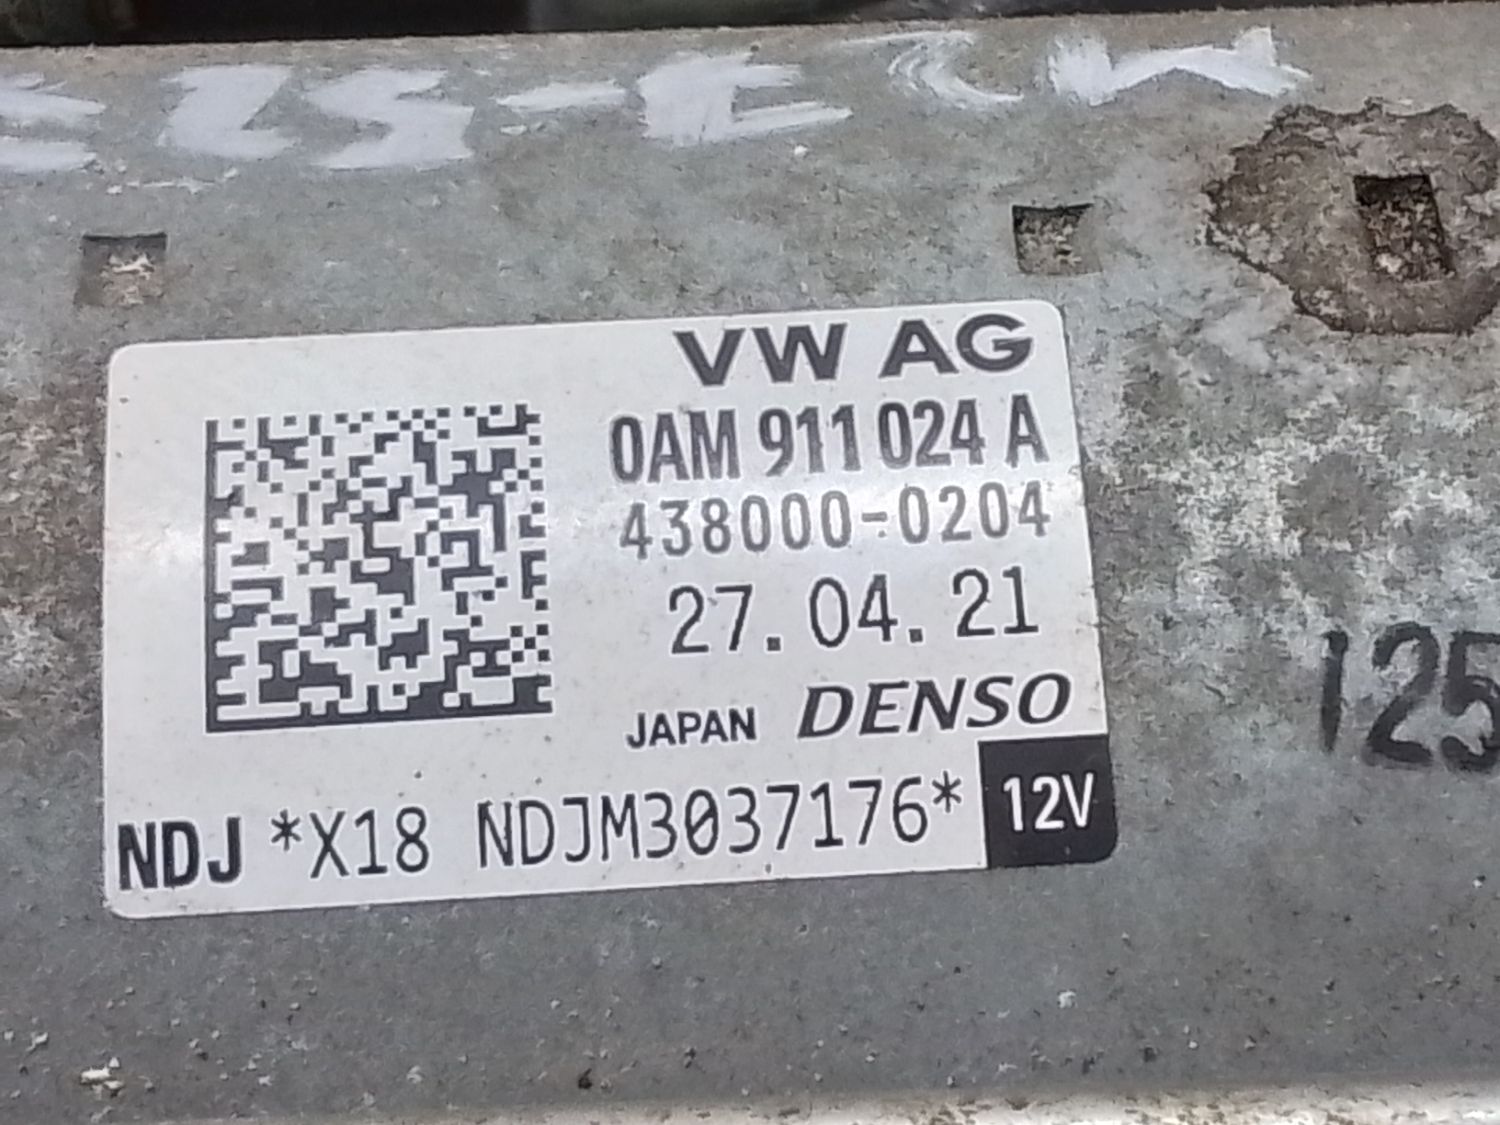 VW AG
0AM 911 024 A
438000-0204
27.04.21
JAPAN DENSO
NDJ *X18 NDJM3037176* 12V
125